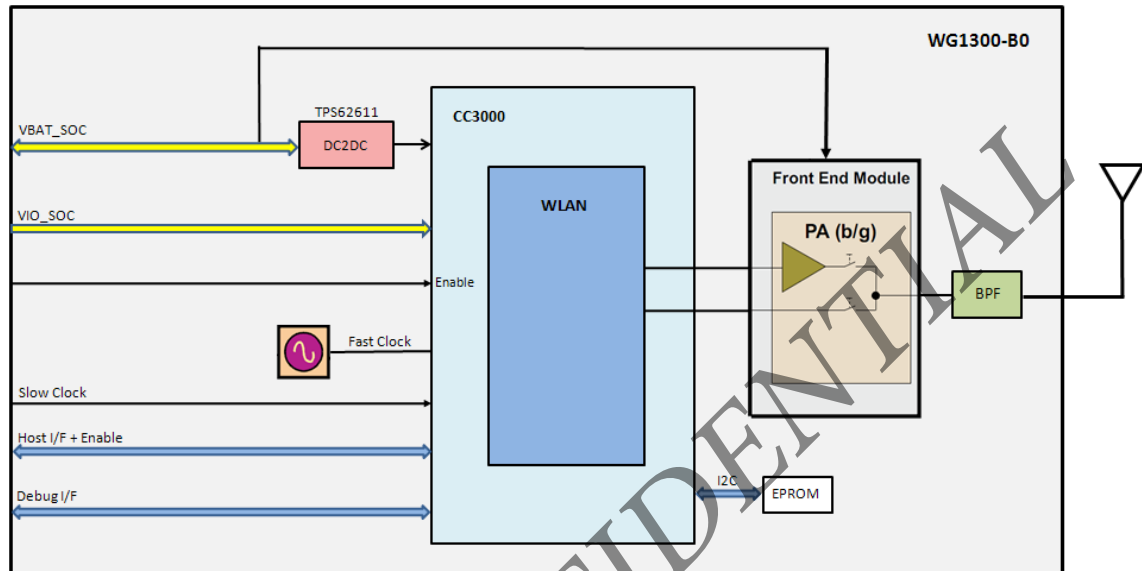 WG1300-B0
TPS62611
CC3000
VBAT_SOC
DC2DC
Front End Module
WLAN
VIO_SOC
PA (b/g)
Enable
BPF
Fast Clock
Slow Clock
Host I/F + Enable
I2C
EPROM
Debug I/F
FIDENTIAL